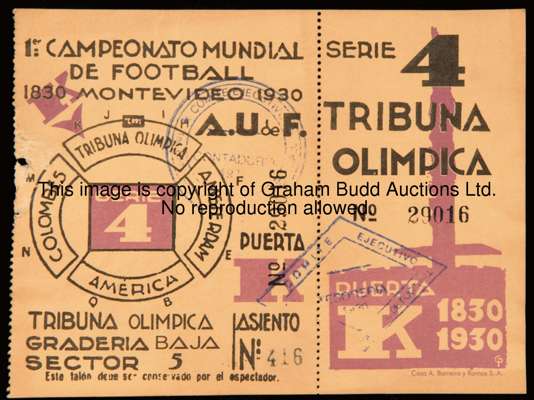 1er CAMPEONATO MUNDIAL
DE FOOTBALL
1830 MONTEVIDEO 1930
A.U.de F.
K J I H
TRIBUNA OLIMPICA
COLOMBES
AMSTERDAM
AMÉRICA
SERIE
4
M
N
F
E
Q
B
PUERTA
K
No
TRIBUNA OLIMPICA
GRADERIA BAJA
SECTOR 5
ASIENTO
No. 416
Este talón debe ser conservado por el espectador.
SERIE 4
TRIBUNA
OLIMPICA
No 29016
EJECUTIVO
PUERTA
K
1830
1930
Casa A. Barreiro y Ramos S. A.
This image is copyright of Graham Budd Auctions Ltd.
No reproduction allowed.